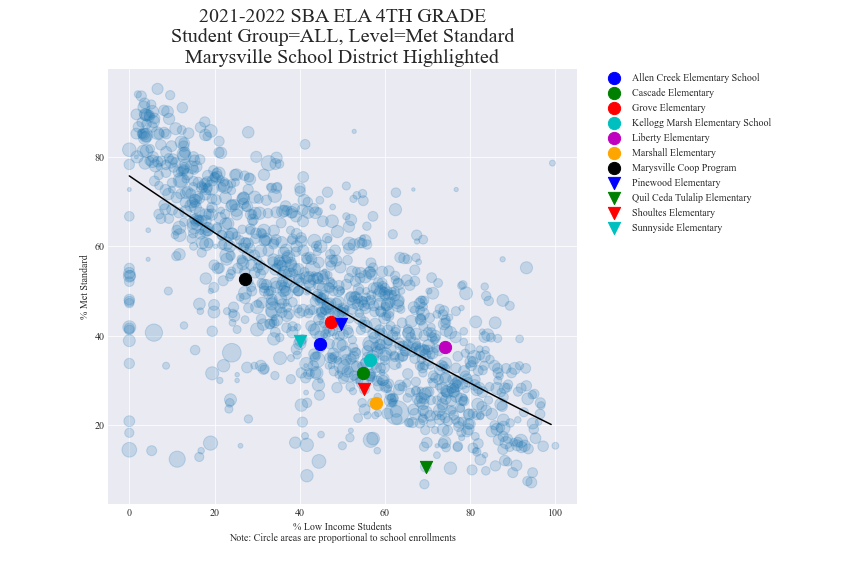 2021-2022 SBA ELA 4TH GRADE
Student Group=ALL, Level=Met Standard
Marysville School District Highlighted
Allen Creek Elementary School
Cascade Elementary
Grove Elementary
Kellogg Marsh Elementary School
Liberty Elementary
Marshall Elementary
Marysville Coop Program
Pinewood Elementary
Quil Ceda Tulalip Elementary
Shoultes Elementary
Sunnyside Elementary
% Met Standard
80
60
40
20
0 20 40 60 80 100
% Low Income Students
Note: Circle areas are proportional to school enrollments